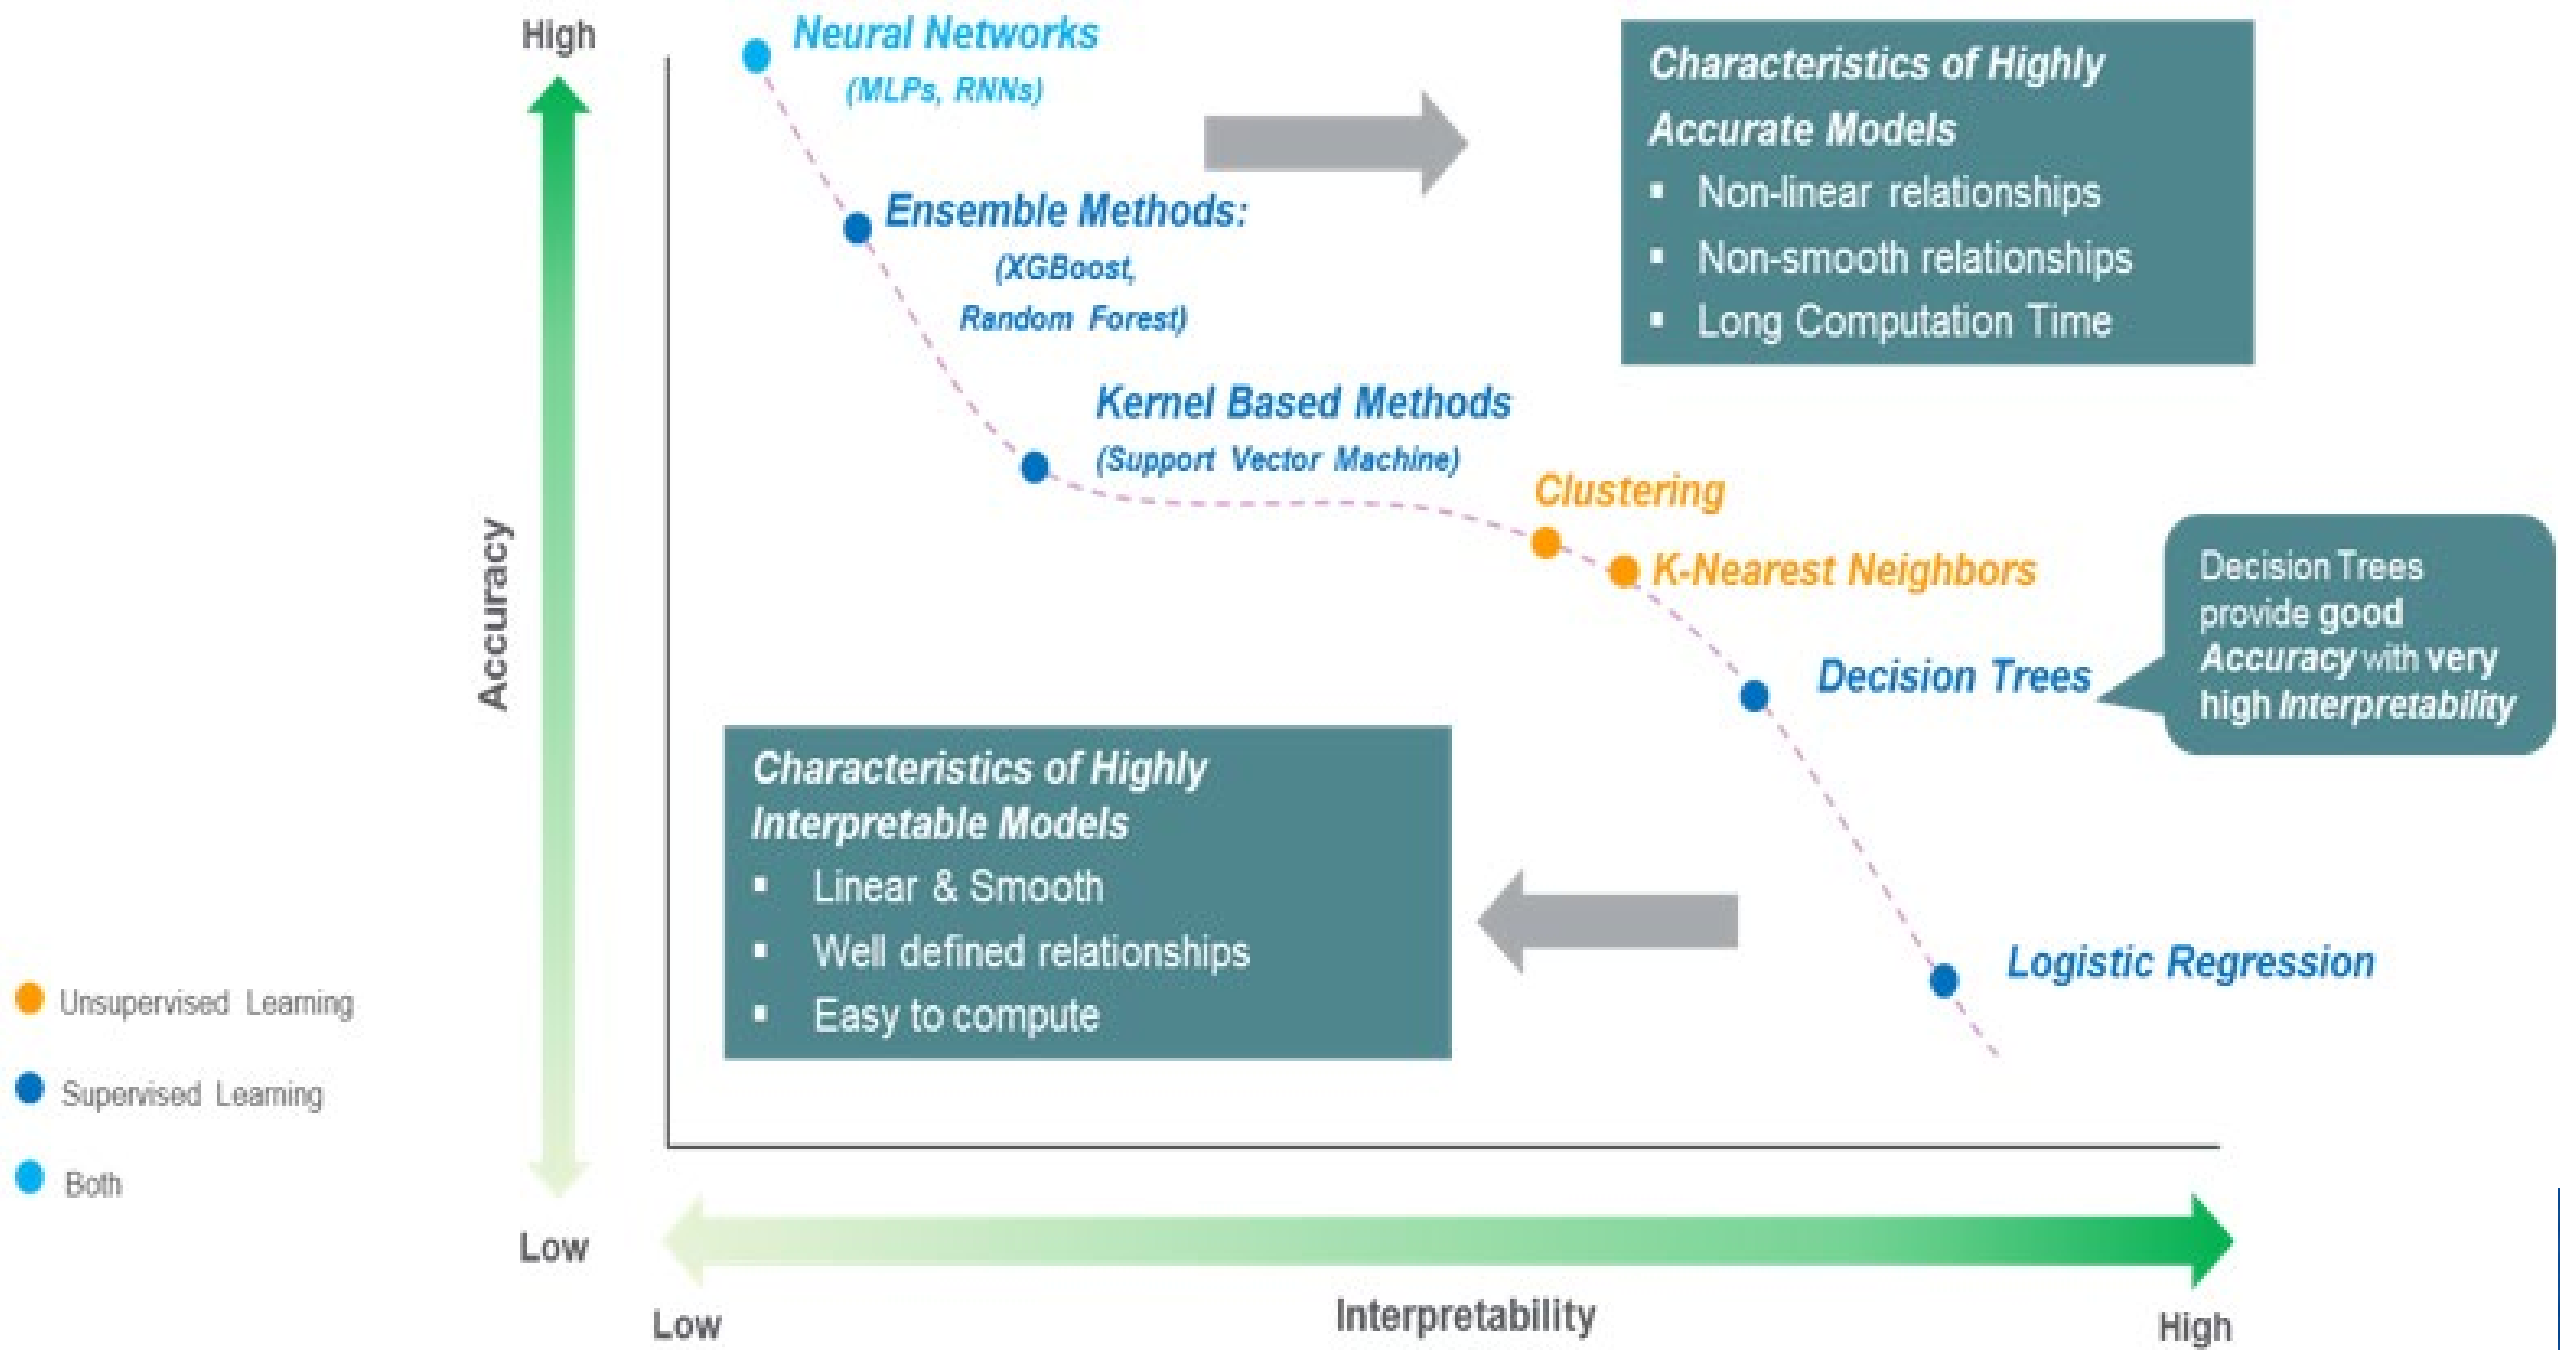 High
Neural Networks
(MLPs, RNNs)
Characteristics of Highly
Accurate Models
▪ Non-linear relationships
▪ Non-smooth relationships
▪ Long Computation Time
Ensemble Methods:
(XGBoost,
Random Forest)
Kernel Based Methods
(Support Vector Machine)
Clustering
K-Nearest Neighbors
Decision Trees
Decision Trees
provide good
Accuracy with very
high Interpretability
Accuracy
Characteristics of Highly
Interpretable Models
▪ Linear & Smooth
▪ Well defined relationships
▪ Easy to compute
Logistic Regression
Unsupervised Learning
Supervised Learning
Both
Low
Low
Interpretability
High